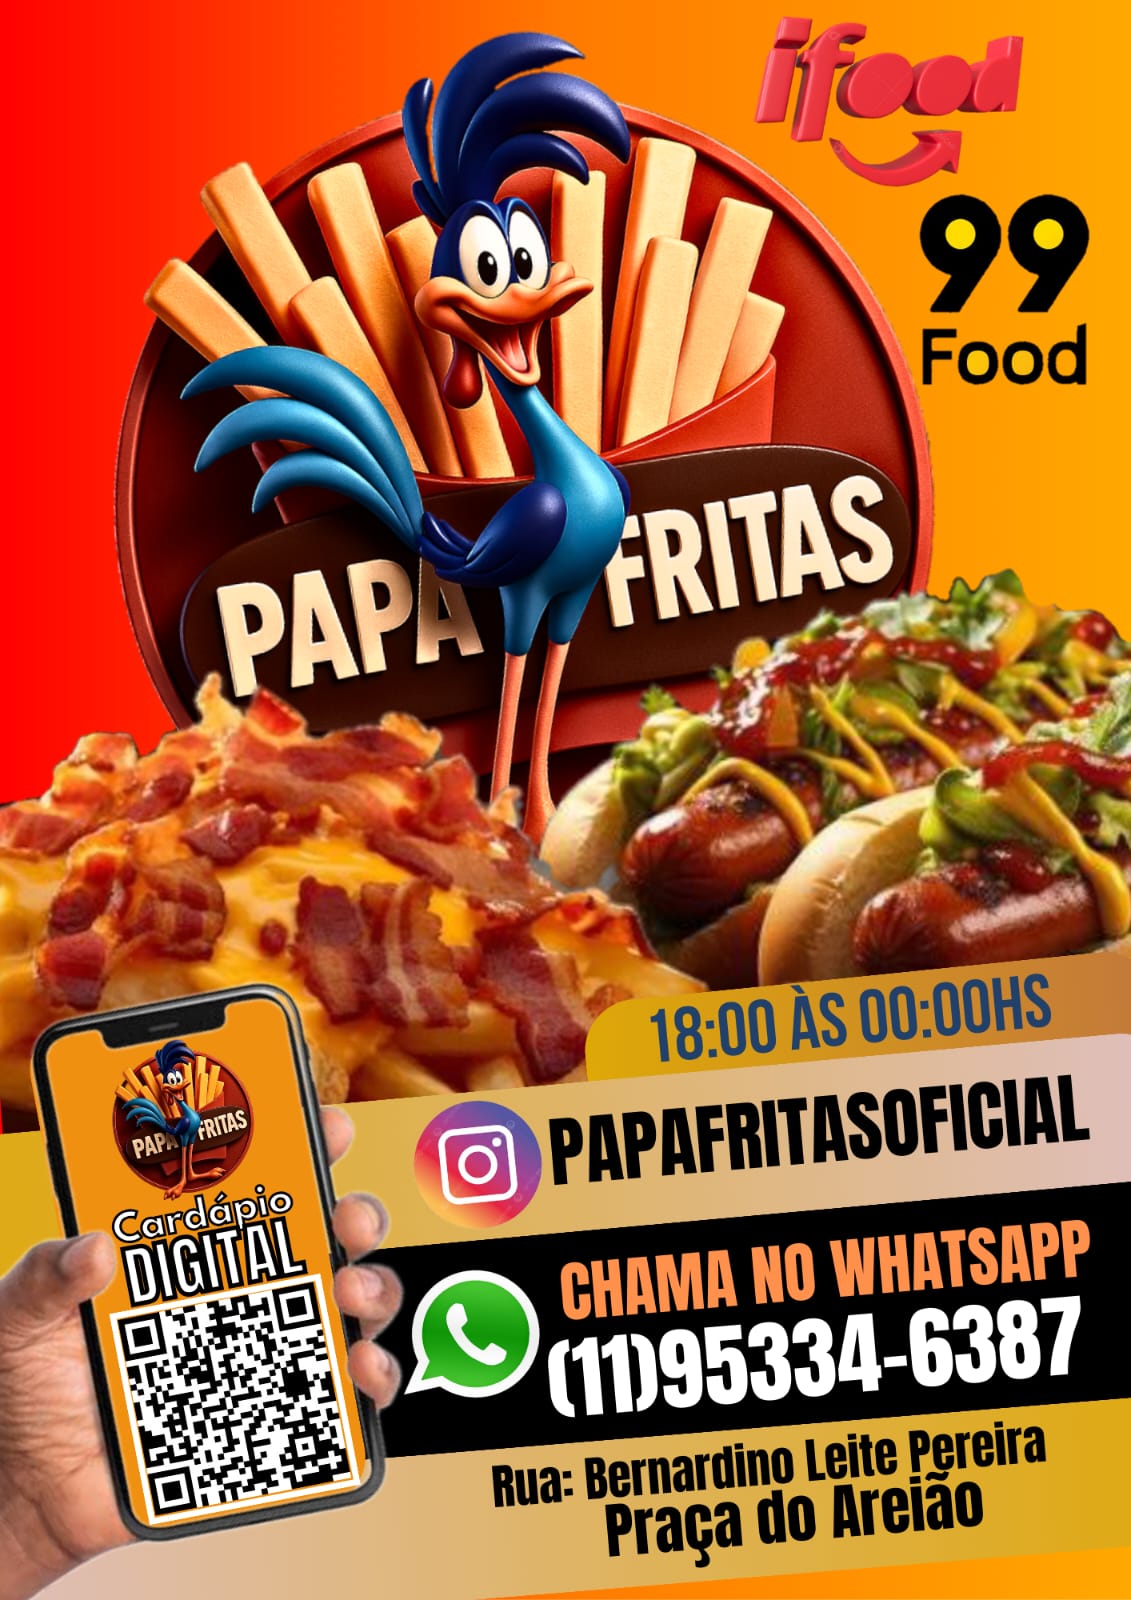 ifood
99
Food
PAPA FRITAS
18:00 ÀS 00:00HS
PAPAFRITASOFICIAL
PAPA FRITAS
Cardápio
DIGITAL
CHAMA NO WHATSAPP
(11)95334-6387
Rua: Bernardino Leite Pereira
Praça do Areião